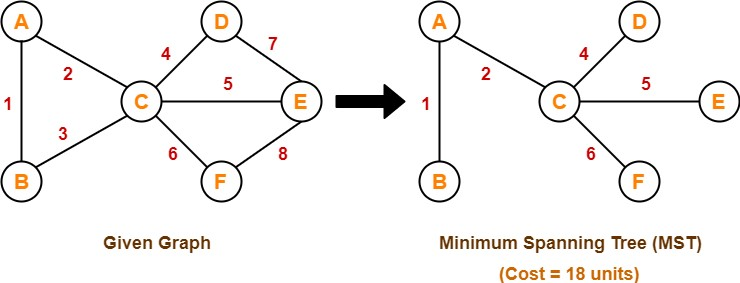 A
D
4
7
2
1
C
5
E
3
6
8
B
F
Given Graph
A
D
4
2
1
C
5
E
6
B
F
Minimum Spanning Tree (MST)
(Cost = 18 units)